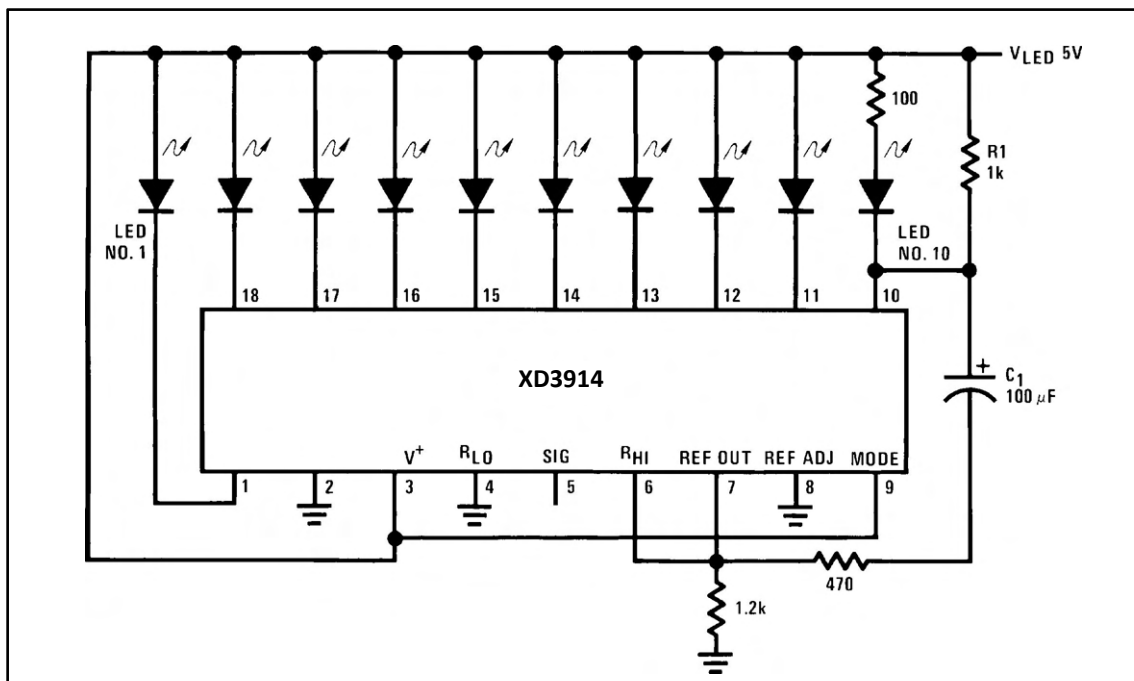 V_LED 5V
100
R1
1k
LED
NO. 1
LED
NO. 10
18 17 16 15 14 13 12 11 10
XD3914
C1
100 μF
V+ RLO SIG RHI REF OUT REF ADJ MODE
1 2 3 4 5 6 7 8 9
470
1.2k